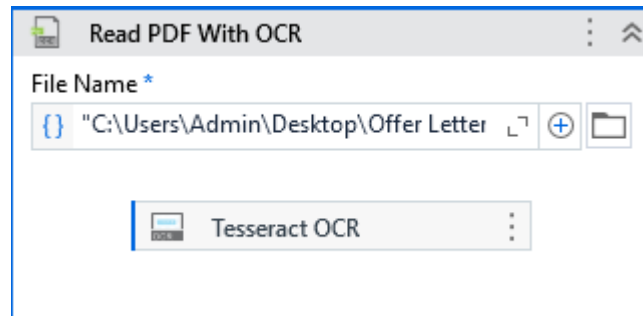 Read PDF With OCR
File Name *
{} "C:\Users\Admin\Desktop\Offer Letter
Tesseract OCR